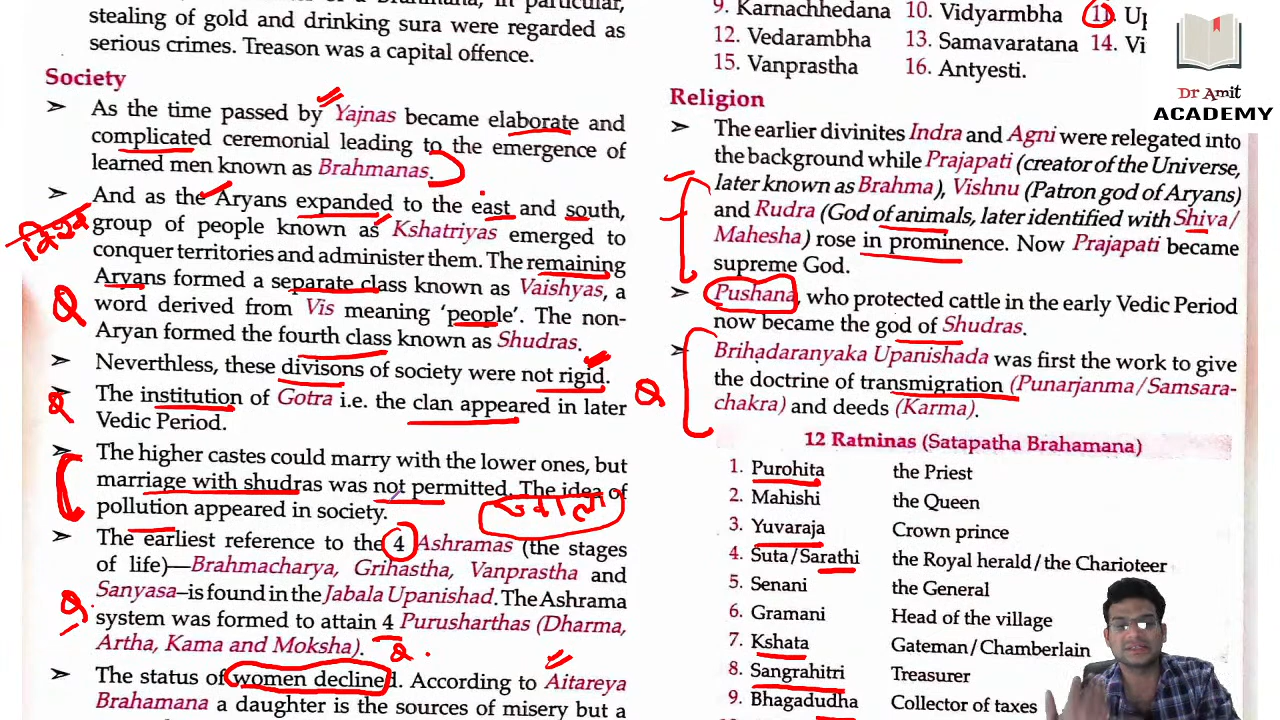 stealing of gold and drinking sura were regarded as
serious crimes. Treason was a capital offence.
Society
➤ As the time passed by Yajnas became elaborate and
complicated ceremonial leading to the emergence of
learned men known as Brahmanas.
➤ And as the Aryans expanded to the east and south,
group of people known as Kshatriyas emerged to
conquer territories and administer them. The remaining
Aryans formed a separate class known as Vaishyas, a
word derived from Vis meaning 'people'. The non-
Aryan formed the fourth class known as Shudras.
➤ Neverthless, these divisons of society were not rigid.
➤ The institution of Gotra i.e. the clan appeared in later
Vedic Period.
➤ The higher castes could marry with the lower ones, but
marriage with shudras was not permitted. The idea of
pollution appeared in society.
➤ The earliest reference to the 4 Ashramas (the stages
of life)—Brahmacharya, Grihastha, Vanprastha and
Sanyasa—is found in the Jabala Upanishad. The Ashrama
system was formed to attain 4 Purusharthas (Dharma,
Artha, Kama and Moksha).
➤ The status of women declined. According to Aitareya
Brahamana a daughter is the sources of misery but a
Q
Q
Q
2.
9. Karnachhedana 10. Vidyarmbha 11. Up
12. Vedarambha 13. Samavaratana 14. Vi
15. Vanprastha 16. Antyesti.
Religion
➤ The earlier divinites Indra and Agni were relegated into
the background while Prajapati (creator of the Universe,
later known as Brahma), Vishnu (Patron god of Aryans)
and Rudra (God of animals, later identified with Shiva/
Mahesha) rose in prominence. Now Prajapati became
supreme God.
➤ Pushana, who protected cattle in the early Vedic Period
now became the god of Shudras.
➤ Brihadaranyaka Upanishada was first the work to give
the doctrine of transmigration (Punarjanma/Samsara-
chakra) and deeds (Karma).
Q
12 Ratninas (Satapatha Brahamana)
1. Purohita the Priest
2. Mahishi the Queen
3. Yuvaraja Crown prince
4. Suta/Sarathi the Royal herald/the Charioteer
5. Senani the General
6. Gramani Head of the village
7. Kshata Gateman/Chamberlain
8. Sangrahitri Treasurer
9. Bhagadudha Collector of taxes
Dr Amit
ACADEMY